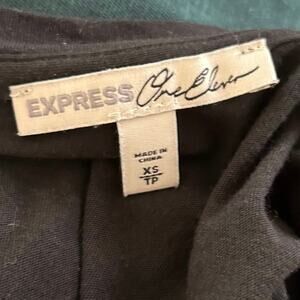 EXPRESS One Eleven
MADE IN
CHINA
XS
TP